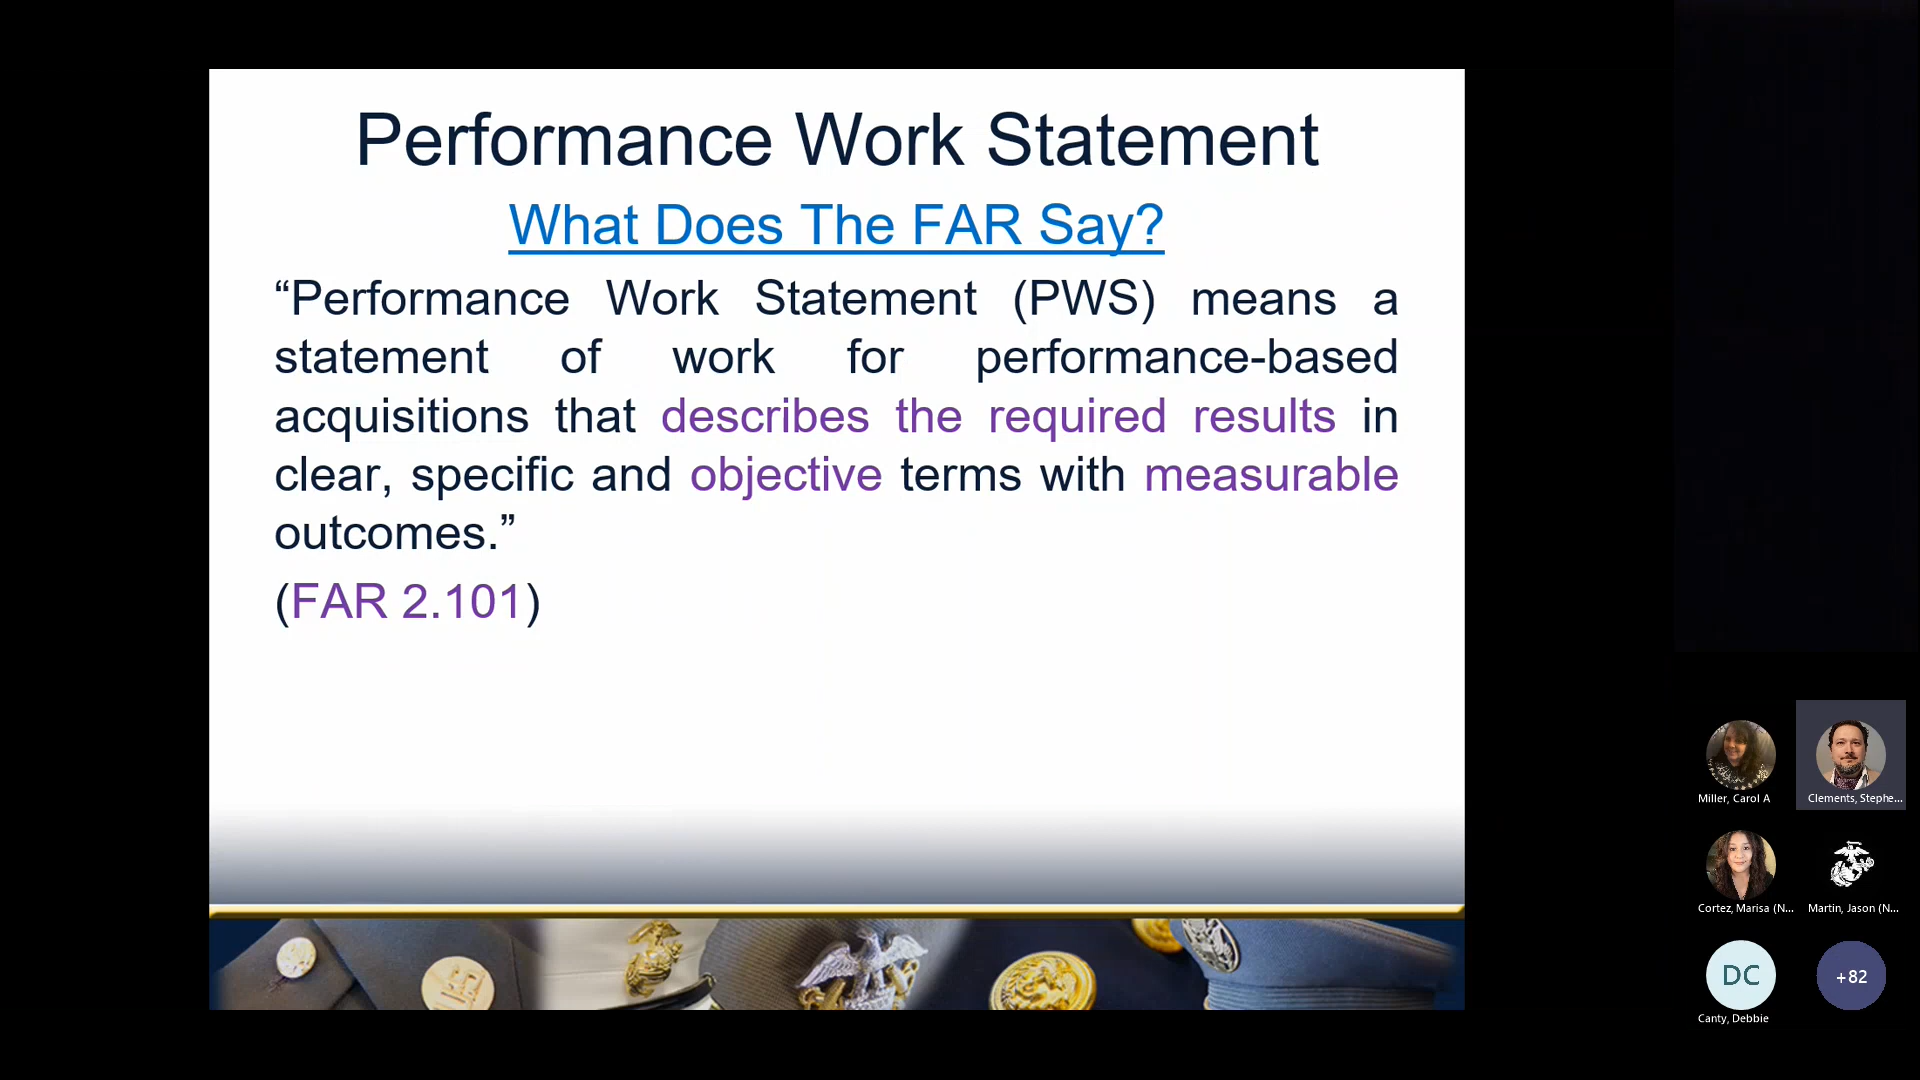 Performance Work Statement
What Does The FAR Say?
“Performance Work Statement (PWS) means a
statement of work for performance-based
acquisitions that describes the required results in
clear, specific and objective terms with measurable
outcomes.”
(FAR 2.101)
Miller, Carol A
Clements, Stephe...
Cortez, Marisa (N...
Martin, Jason (N...
DC
Canty, Debbie
+82